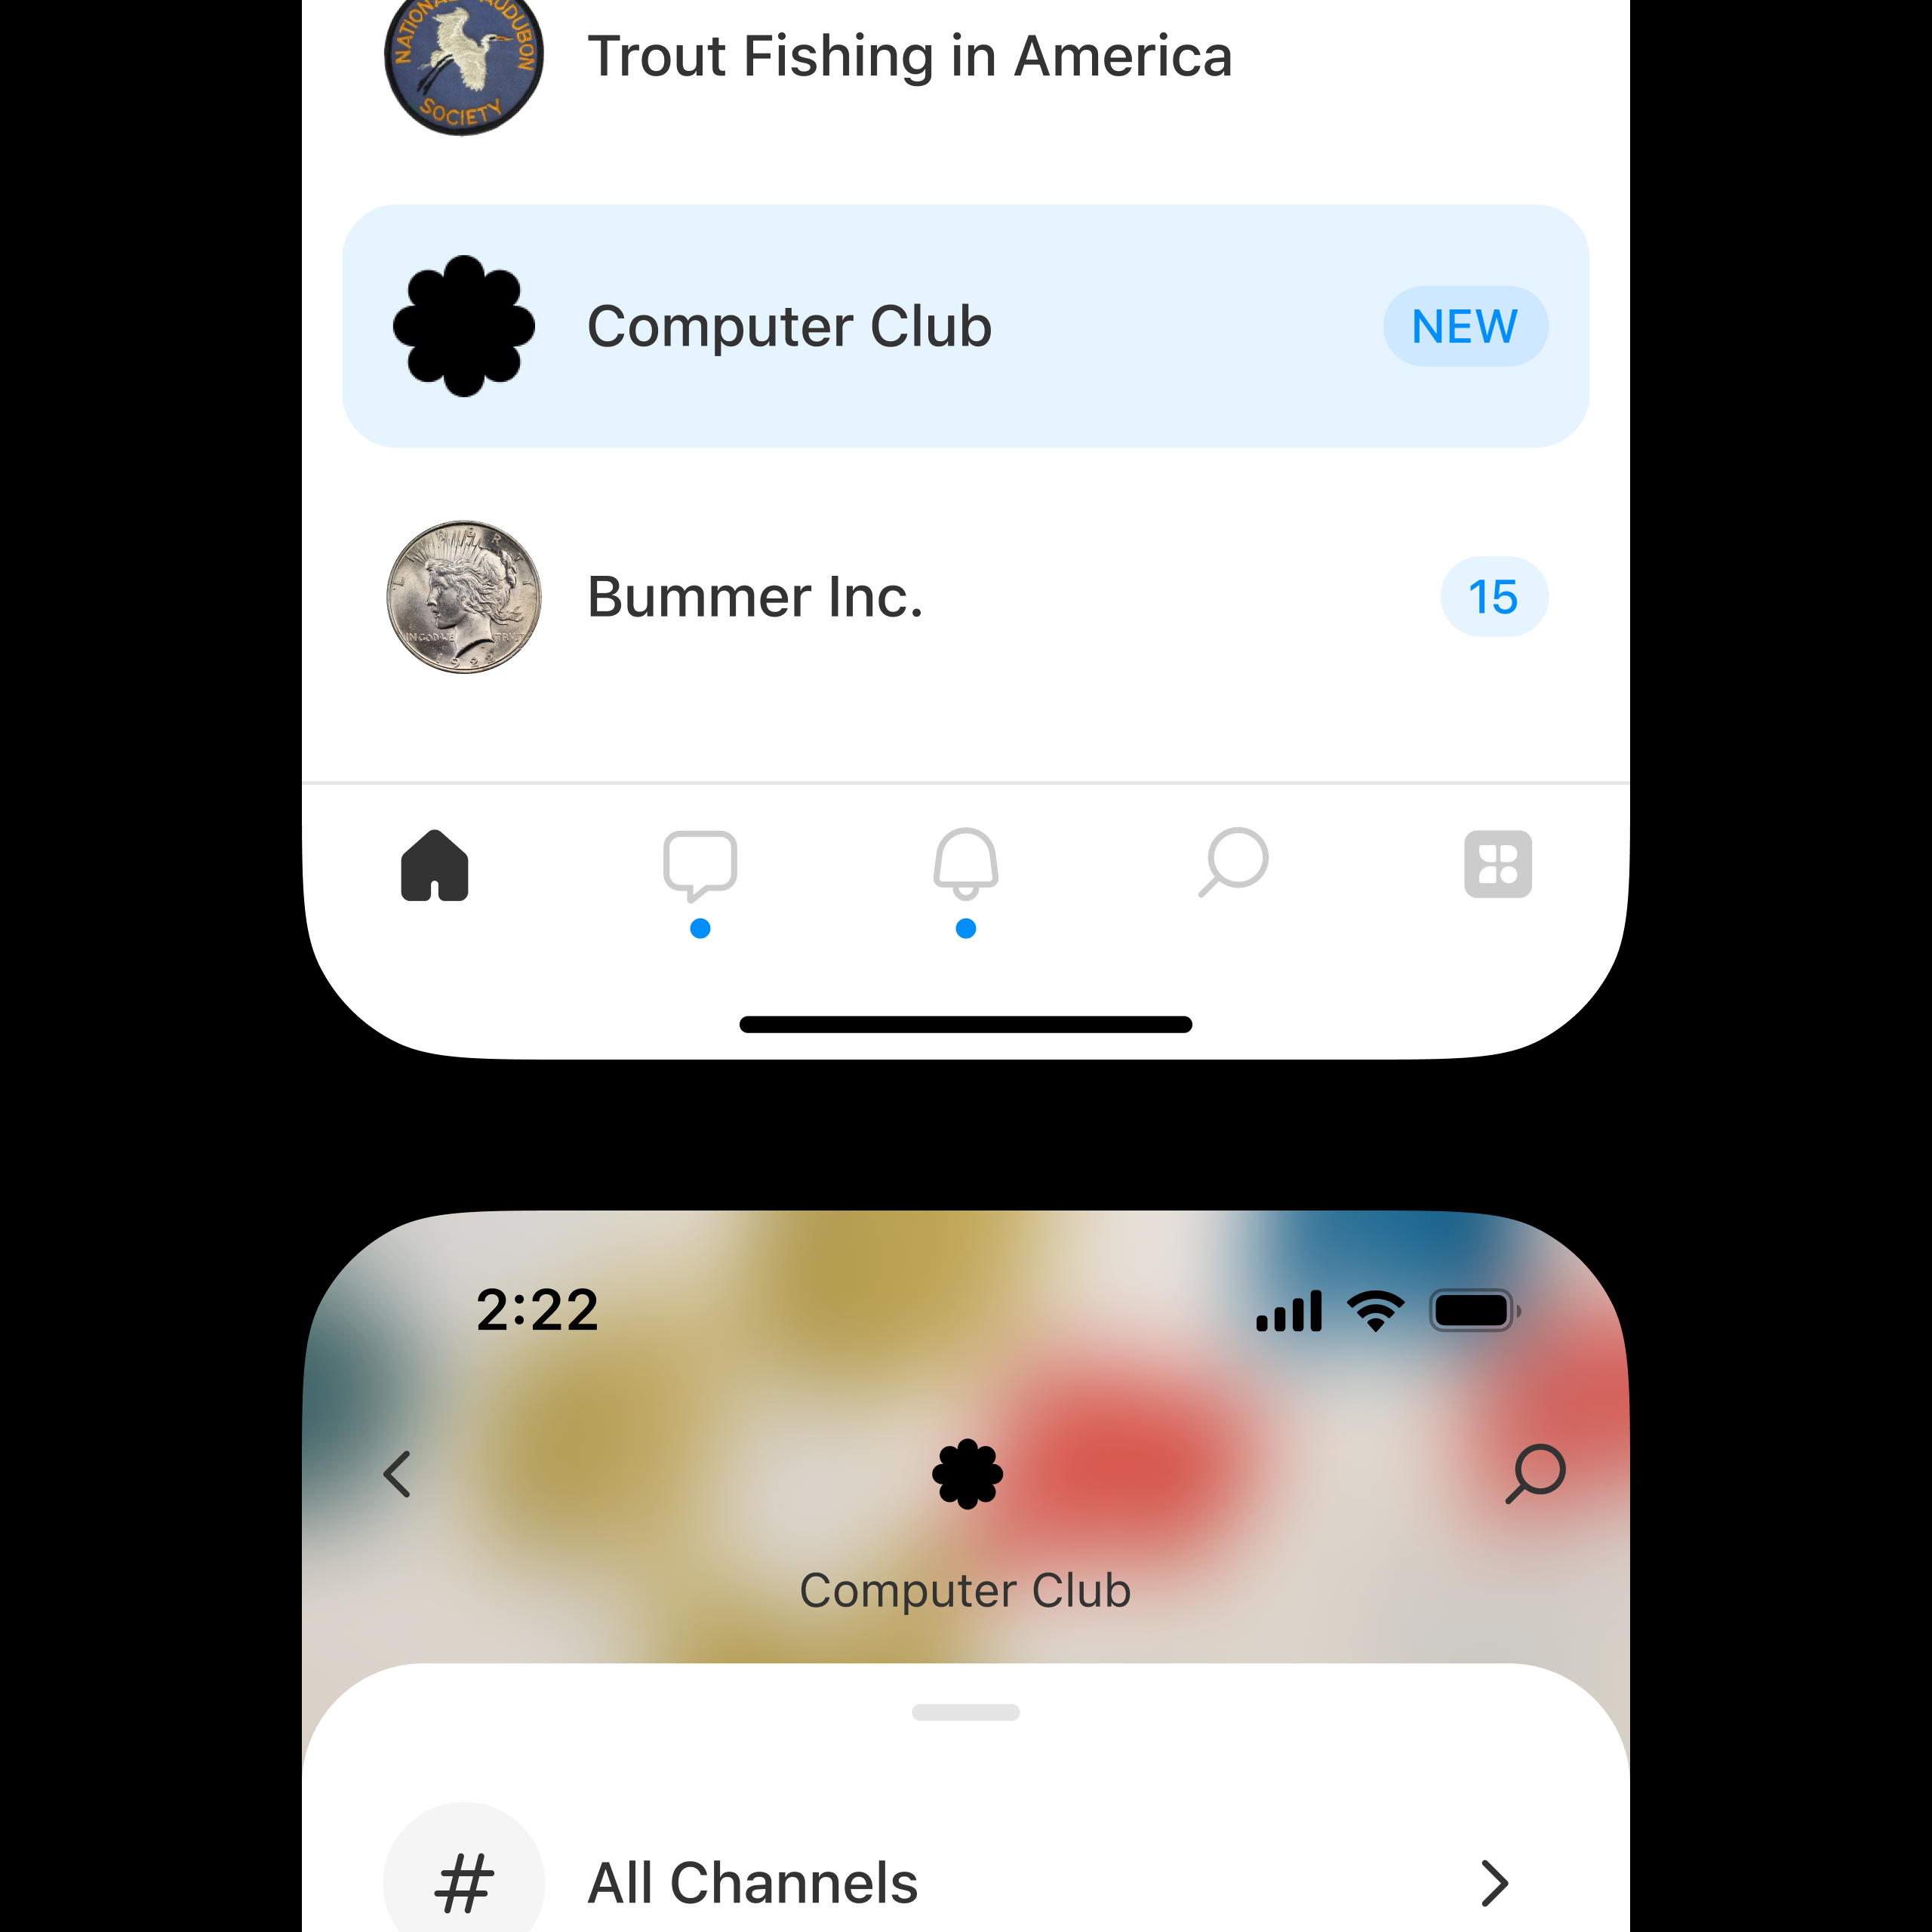 NATIONAL AUDUBON
SOCIETY
Trout Fishing in America
Computer Club
NEW
LIBERTY
IN GOD WE TRUST
Bummer Inc.
15
2:22
Computer Club
# All Channels